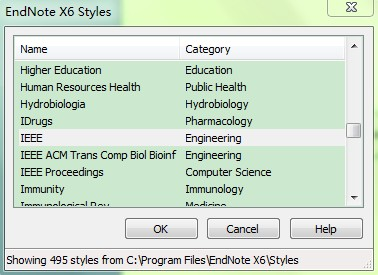 EndNote X6 Styles
Name Category
Higher Education Education
Human Resources Health Public Health
Hydrobiologia Hydrobiology
IDrugs Pharmacology
IEEE Engineering
IEEE ACM Trans Comp Biol Bioinf Engineering
IEEE Proceedings Computer Science
Immunity Immunology
Immunological Rev Medicine
OK Cancel Help
Showing 495 styles from C:\Program Files\EndNote X6\Styles